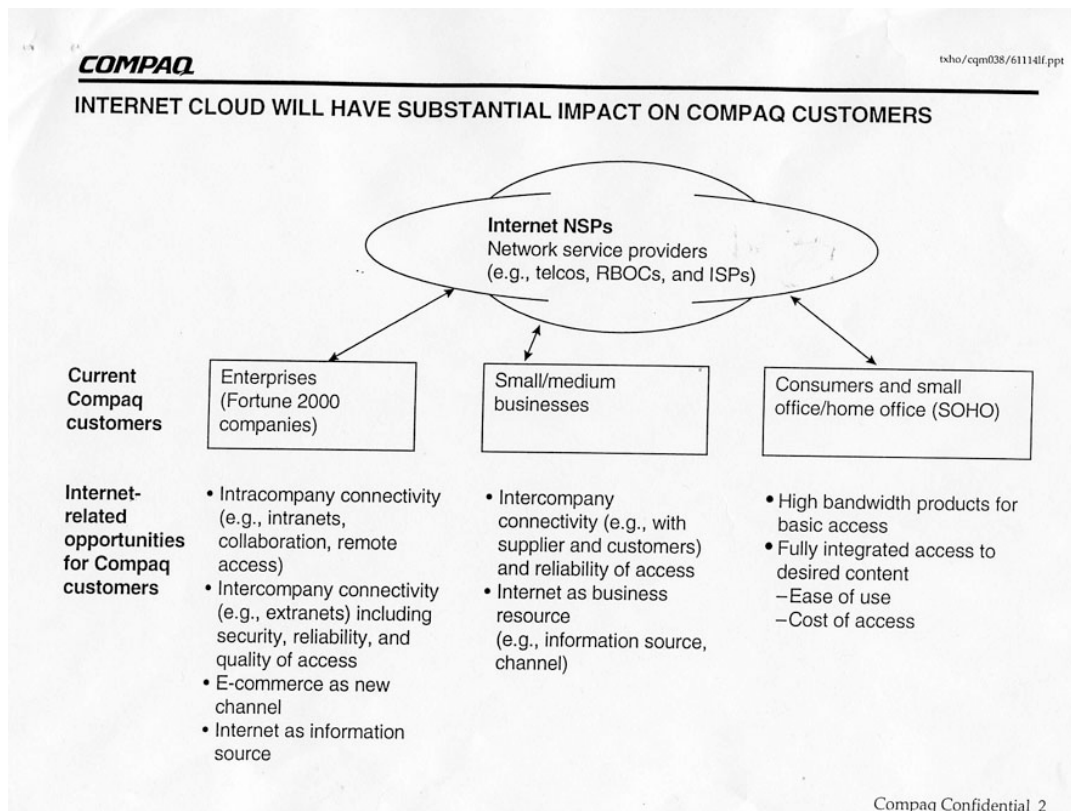 COMPAQ
txho/cqm038/61114lf.ppt
INTERNET CLOUD WILL HAVE SUBSTANTIAL IMPACT ON COMPAQ CUSTOMERS
Internet NSPs
Network service providers
(e.g., telcos, RBOCs, and ISPs)
Current
Compaq
customers
Enterprises
(Fortune 2000
companies)
Small/medium
businesses
Consumers and small
office/home office (SOHO)
Internet-
related
opportunities
for Compaq
customers
• Intracompany connectivity
(e.g., intranets,
collaboration, remote
access)
• Intercompany connectivity
(e.g., extranets) including
security, reliability, and
quality of access
• E-commerce as new
channel
• Internet as information
source
• Intercompany
connectivity (e.g., with
supplier and customers)
and reliability of access
• Internet as business
resource
(e.g., information source,
channel)
• High bandwidth products for
basic access
• Fully integrated access to
desired content
–Ease of use
–Cost of access
Compaq Confidential 2